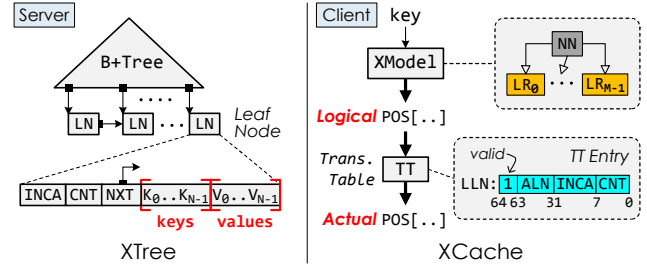 Server
B+Tree
....
LN
LN
...
LN
Leaf
Node
INCA CNT NXT K0..KN-1 V0..VN-1
keys values
XTree
Client
key
XModel
NN
LR0 ... LRM-1
Logical POS[..]
Trans.
Table
TT
valid
TT Entry
LLN: 1 ALN INCA CNT
64 63 31 7 0
Actual POS[..]
XCache